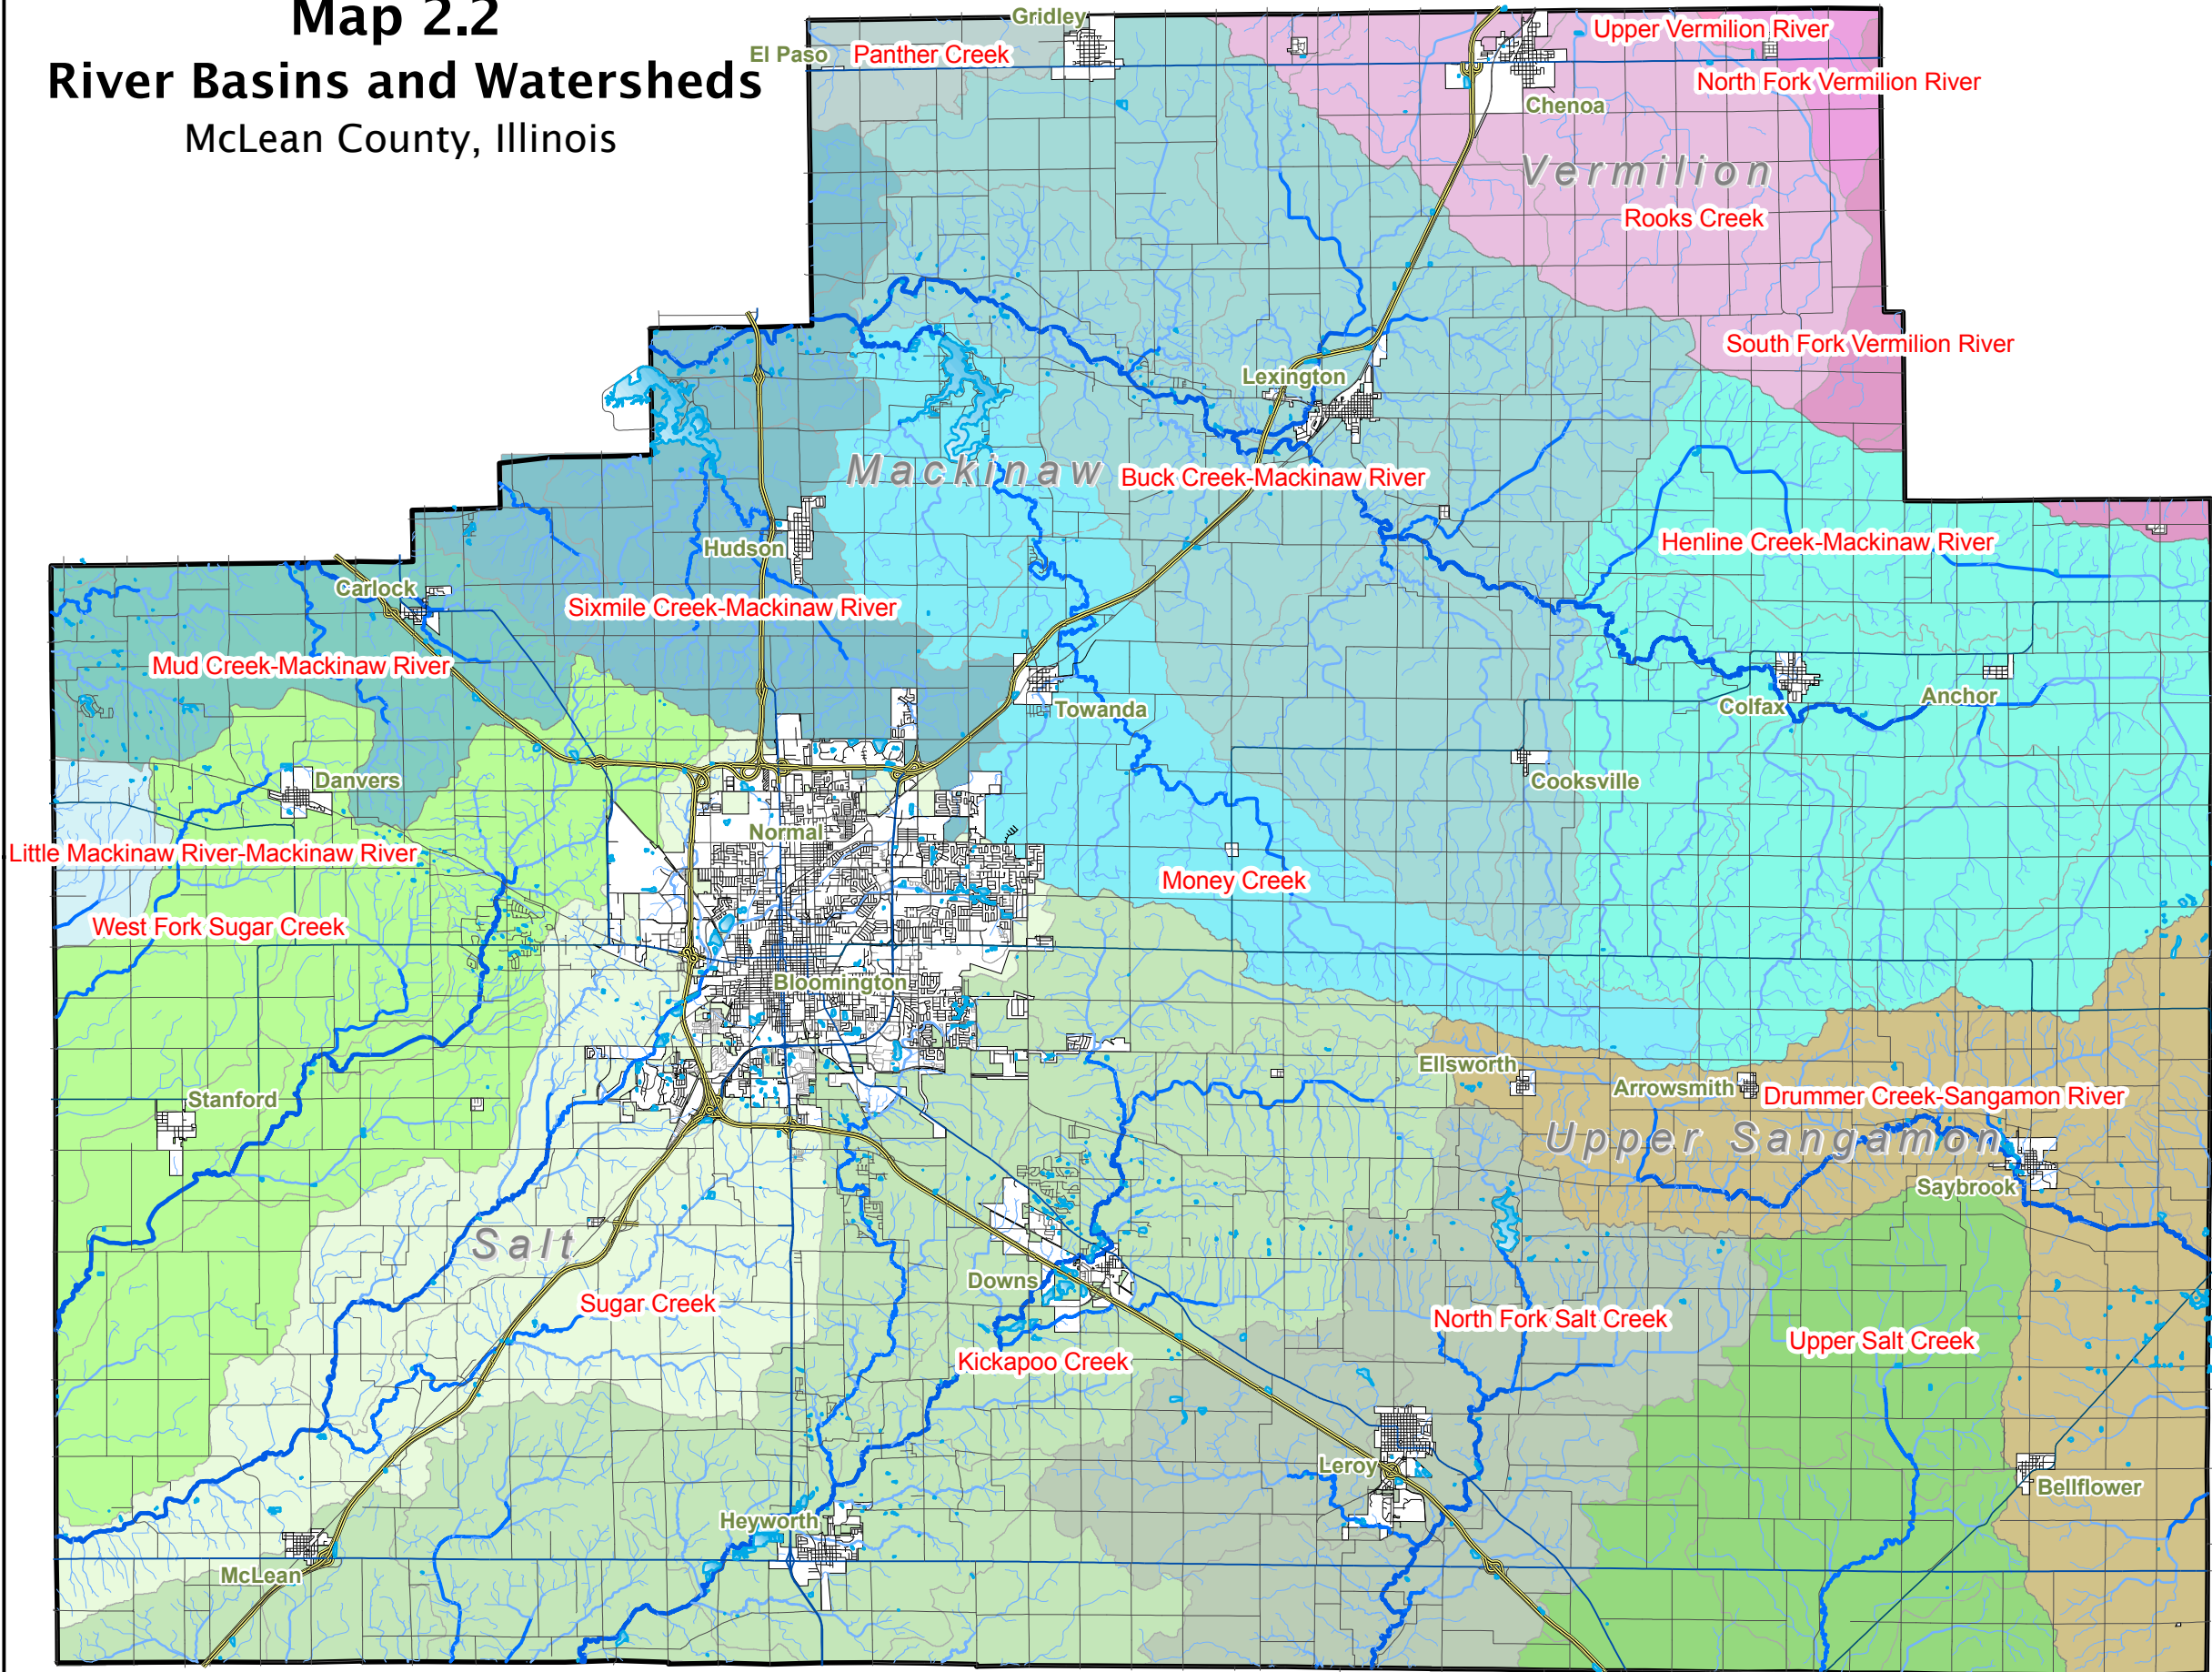 Map 2.2
River Basins and Watersheds
McLean County, Illinois
Gridley
El Paso
Panther Creek
Upper Vermilion River
North Fork Vermilion River
Chenoa
Vermilion
Rooks Creek
South Fork Vermilion River
Lexington
Mackinaw
Buck Creek-Mackinaw River
Hudson
Henline Creek-Mackinaw River
Carlock
Sixmile Creek-Mackinaw River
Mud Creek-Mackinaw River
Towanda
Colfax
Anchor
Danvers
Cooksville
Normal
Little Mackinaw River-Mackinaw River
Money Creek
West Fork Sugar Creek
Bloomington
Ellsworth
Arrowsmith
Drummer Creek-Sangamon River
Stanford
Upper Sangamon
Saybrook
Salt
Downs
Sugar Creek
North Fork Salt Creek
Upper Salt Creek
Kickapoo Creek
Leroy
Bellflower
Heyworth
McLean